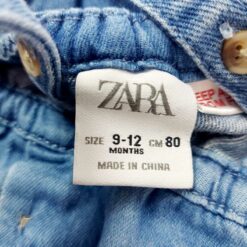 ZARA
SIZE 9-12 CM 80
MONTHS
MADE IN CHINA